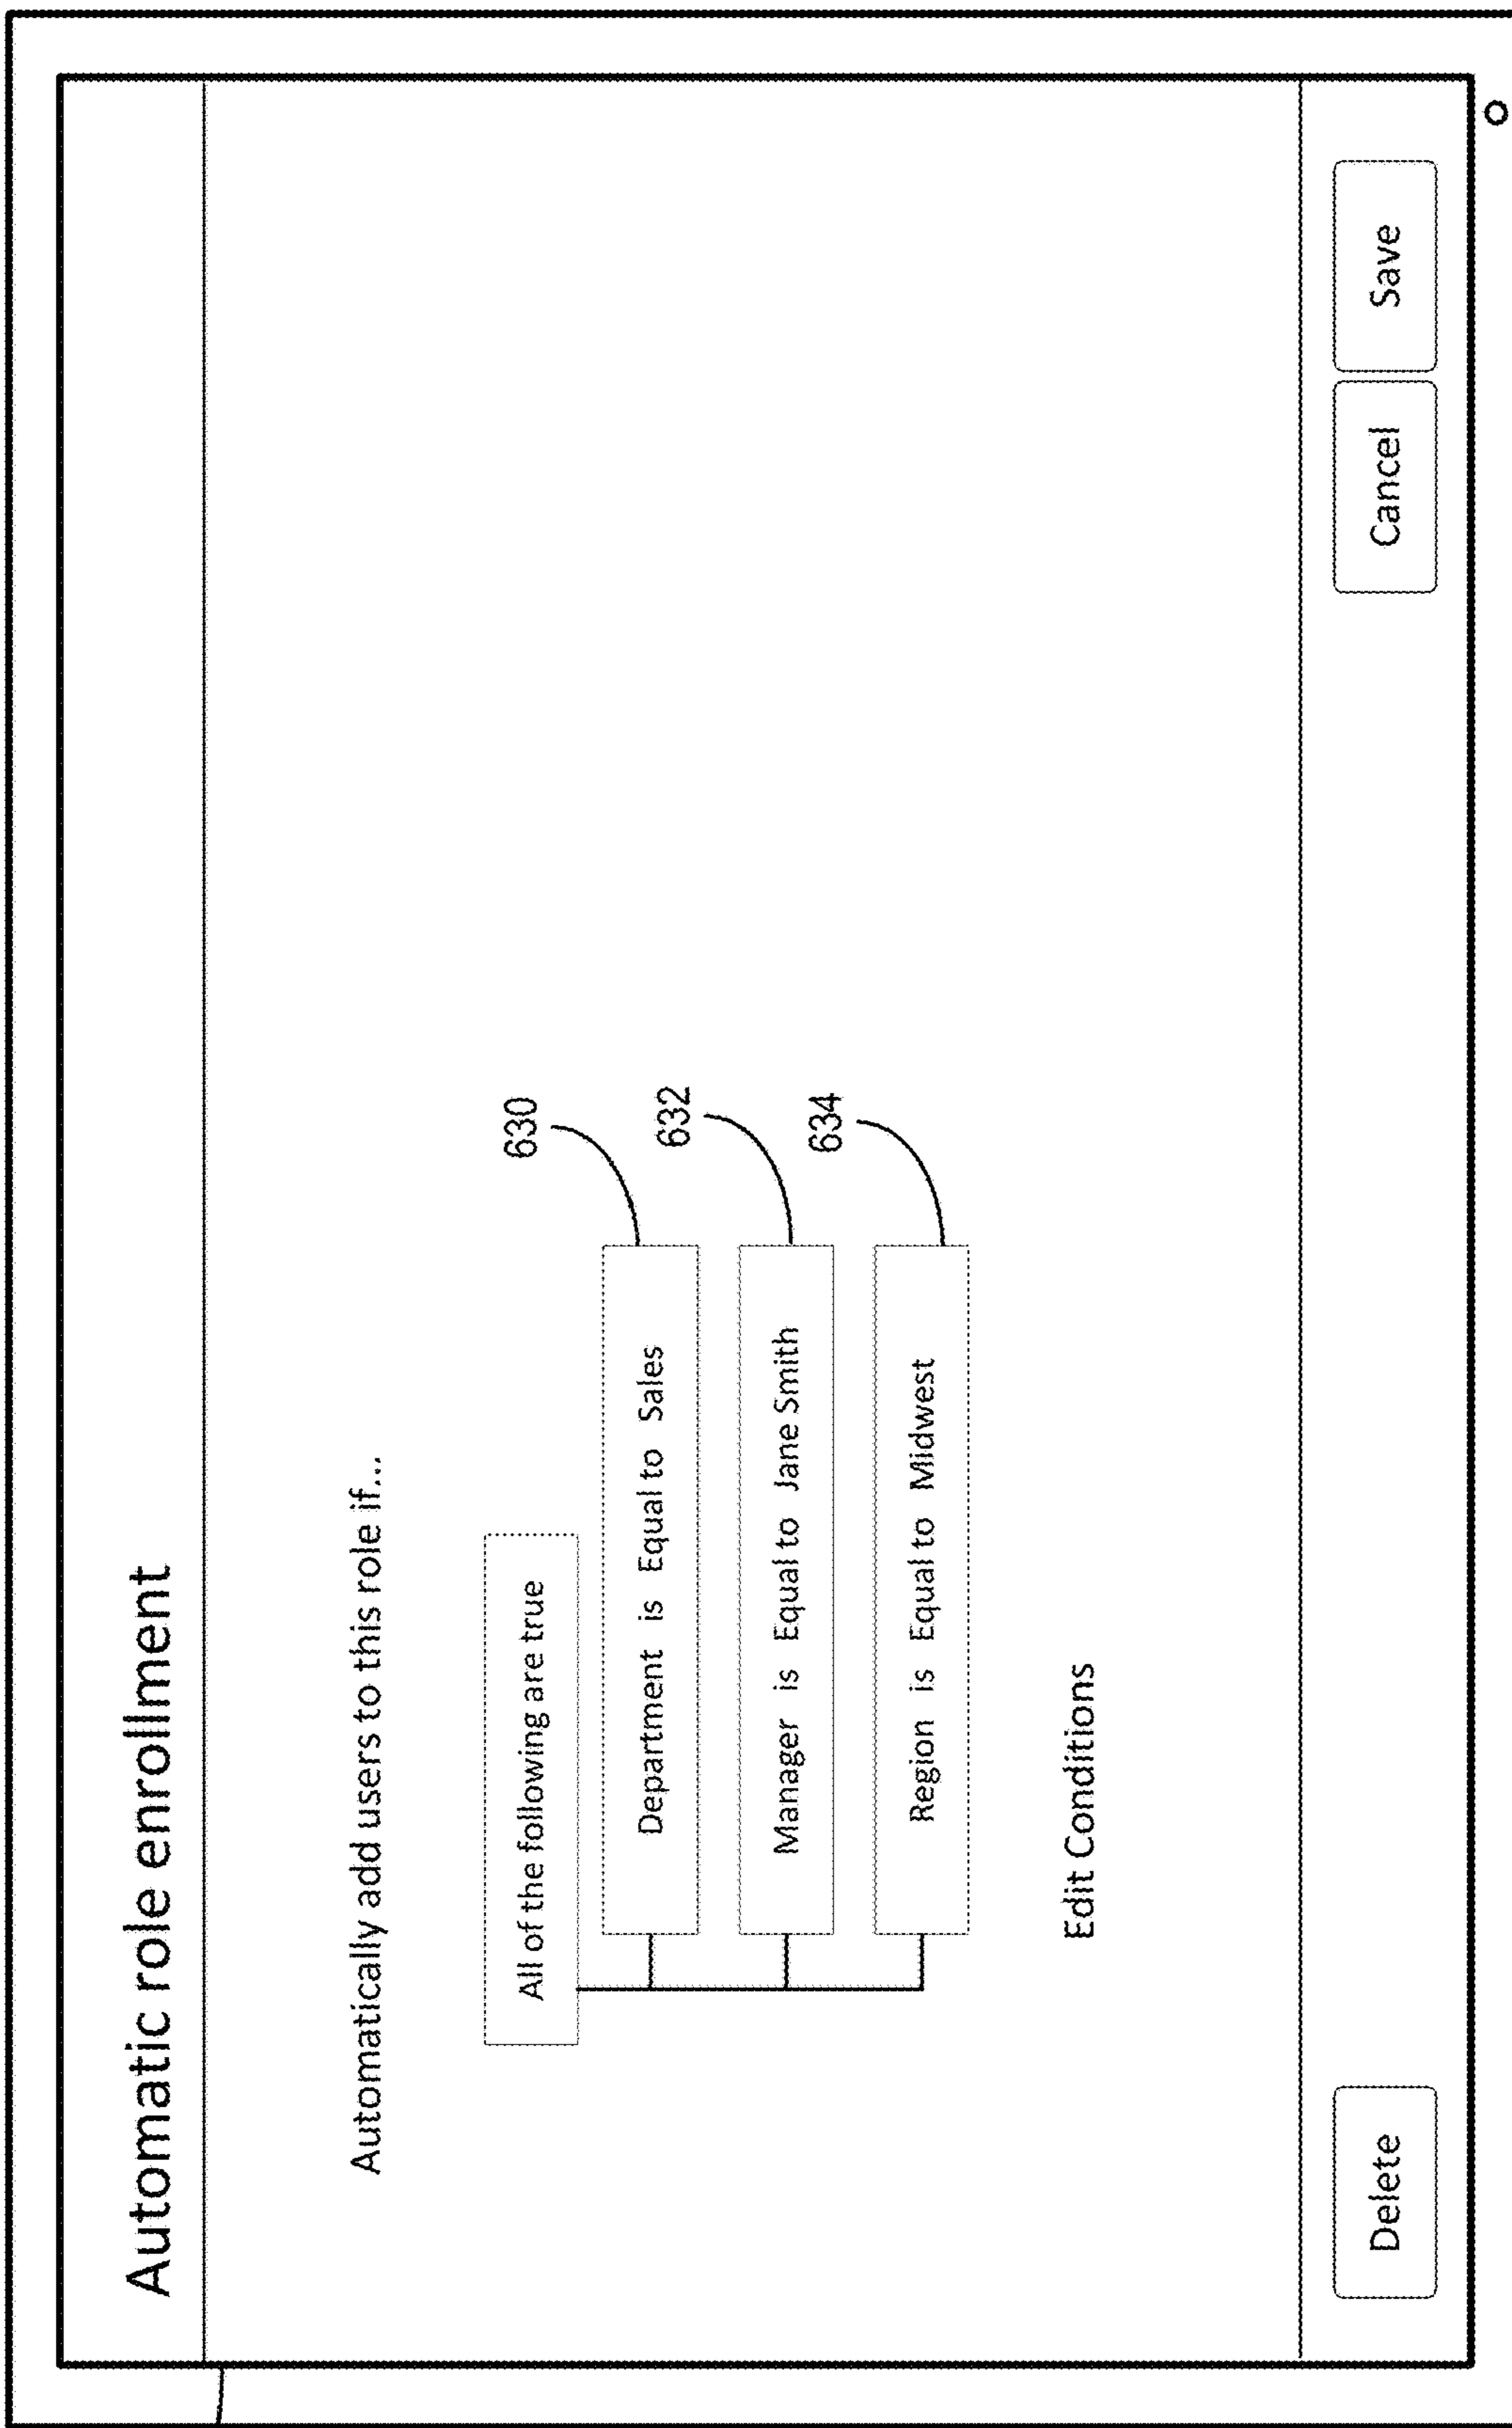 Automatic role enrollment
Automatically add users to this role if...
All of the following are true
630
Department is Equal to Sales
632
Manager is Equal to Jane Smith
634
Region is Equal to Midwest
Edit Conditions
Delete
Cancel
Save